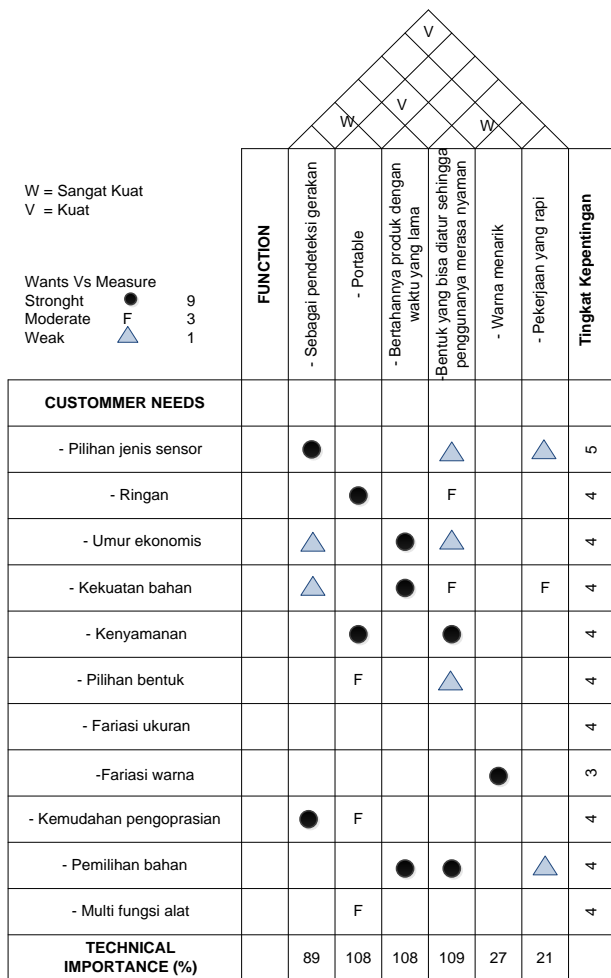 V
V
W
W
W = Sangat Kuat
V = Kuat
Wants Vs Measure
Stronght 9
Moderate F 3
Weak 1
FUNCTION
- Sebagai pendeteksi gerakan
- Portable
- Bertahannya produk dengan
waktu yang lama
-Bentuk yang bisa diatur sehingga
penggunanya merasa nyaman
- Warna menarik
- Pekerjaan yang rapi
Tingkat Kepentingan
CUSTOMMER NEEDS
- Pilihan jenis sensor 5
- Ringan F 4
- Umur ekonomis 4
- Kekuatan bahan F F 4
- Kenyamanan 4
- Pilihan bentuk F 4
- Fariasi ukuran 4
-Fariasi warna 3
- Kemudahan pengoprasian F 4
- Pemilihan bahan 4
- Multi fungsi alat F 4
TECHNICAL
IMPORTANCE (%) 89 108 108 109 27 21